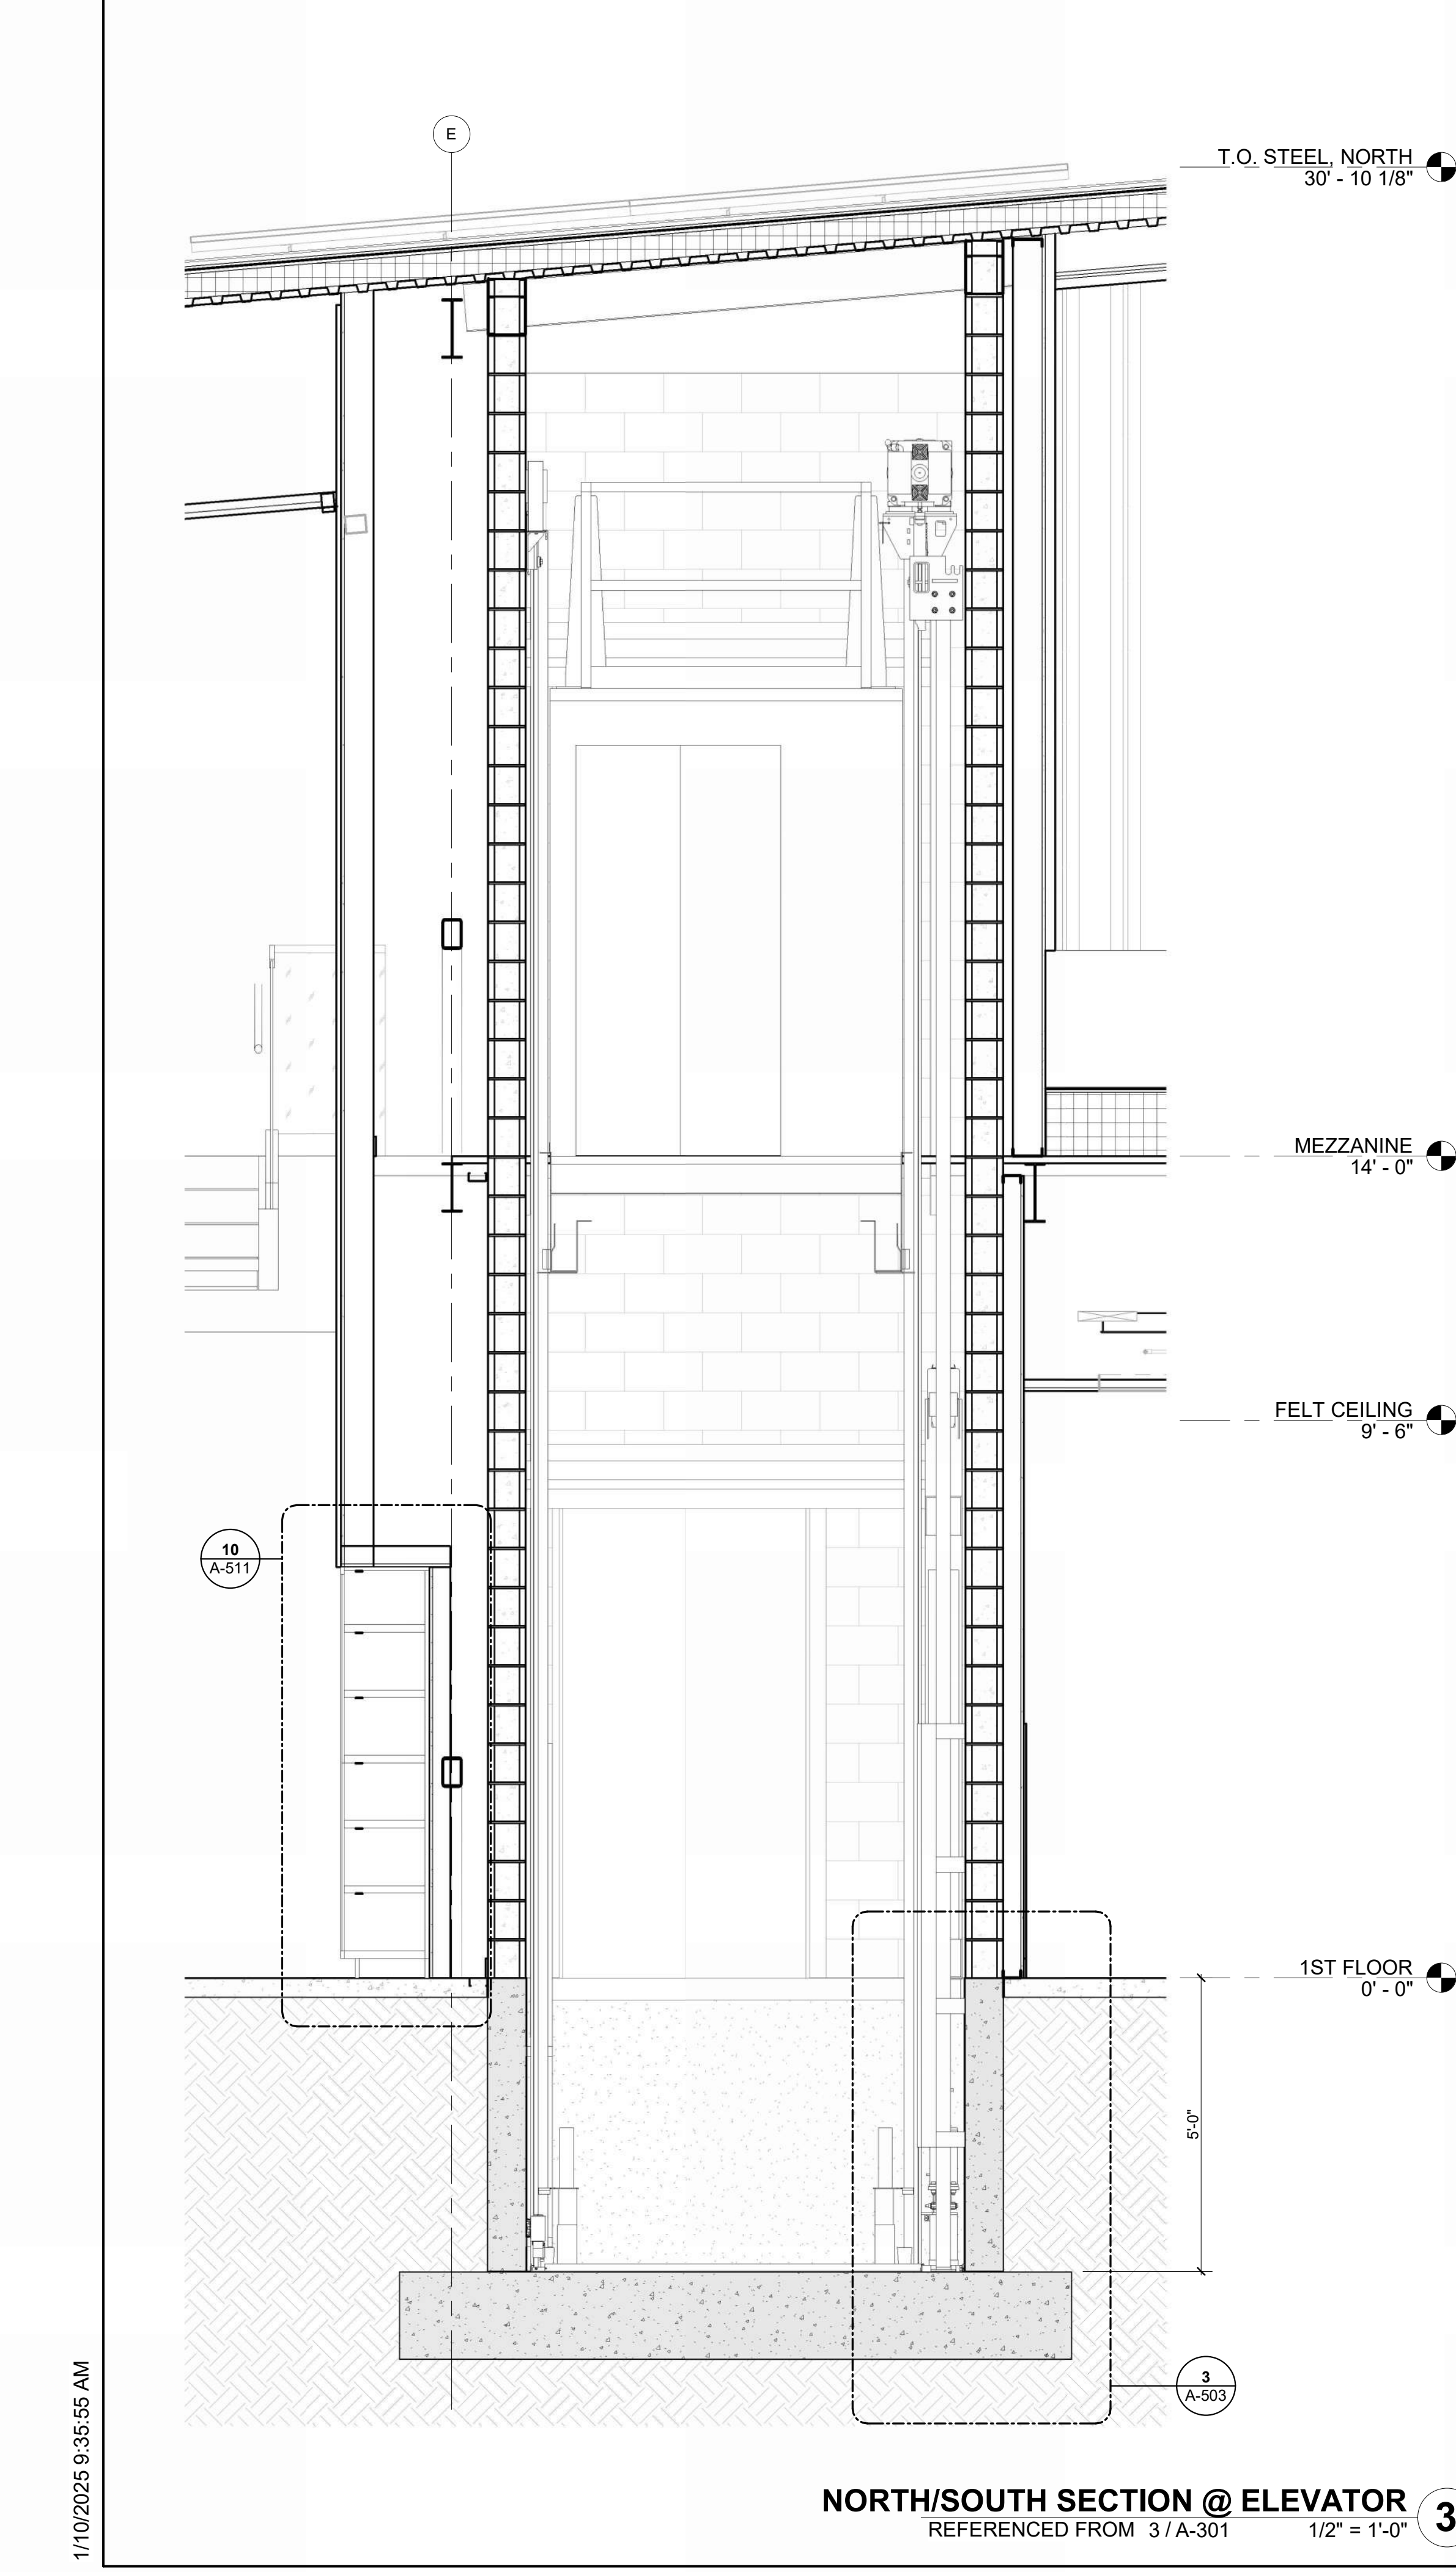 E
T.O. STEEL, NORTH
30' - 10 1/8"
MEZZANINE
14' - 0"
FELT CEILING
9' - 6"
10
A-511
1ST FLOOR
0' - 0"
5'-0"
3
A-503
1/10/2025 9:35:55 AM
NORTH/SOUTH SECTION @ ELEVATOR
3
REFERENCED FROM 3 / A-301 1/2" = 1'-0"